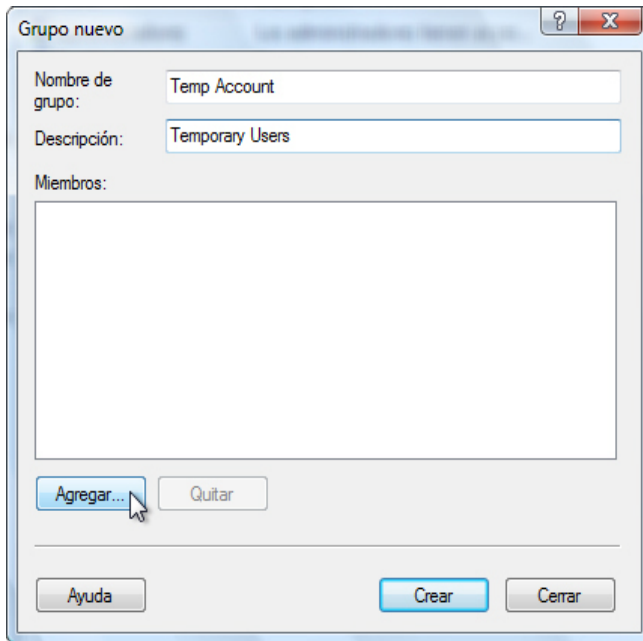 Grupo nuevo
Nombre de
grupo:
Temp Account
Descripción:
Temporary Users
Miembros:
Agregar...
Quitar
Ayuda
Crear
Cerrar